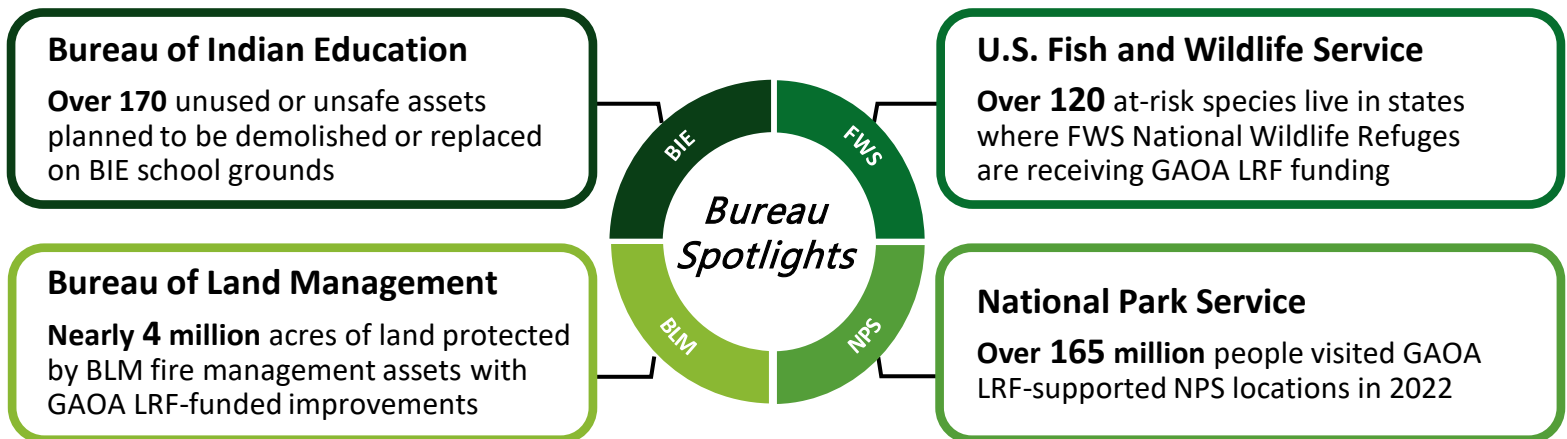 Bureau of Indian Education
Over 170 unused or unsafe assets
planned to be demolished or replaced
on BIE school grounds
U.S. Fish and Wildlife Service
Over 120 at-risk species live in states
where FWS National Wildlife Refuges
are receiving GAOA LRF funding
BIE
FWS
Bureau
Spotlights
BLM
NPS
Bureau of Land Management
Nearly 4 million acres of land protected
by BLM fire management assets with
GAOA LRF-funded improvements
National Park Service
Over 165 million people visited GAOA
LRF-supported NPS locations in 2022